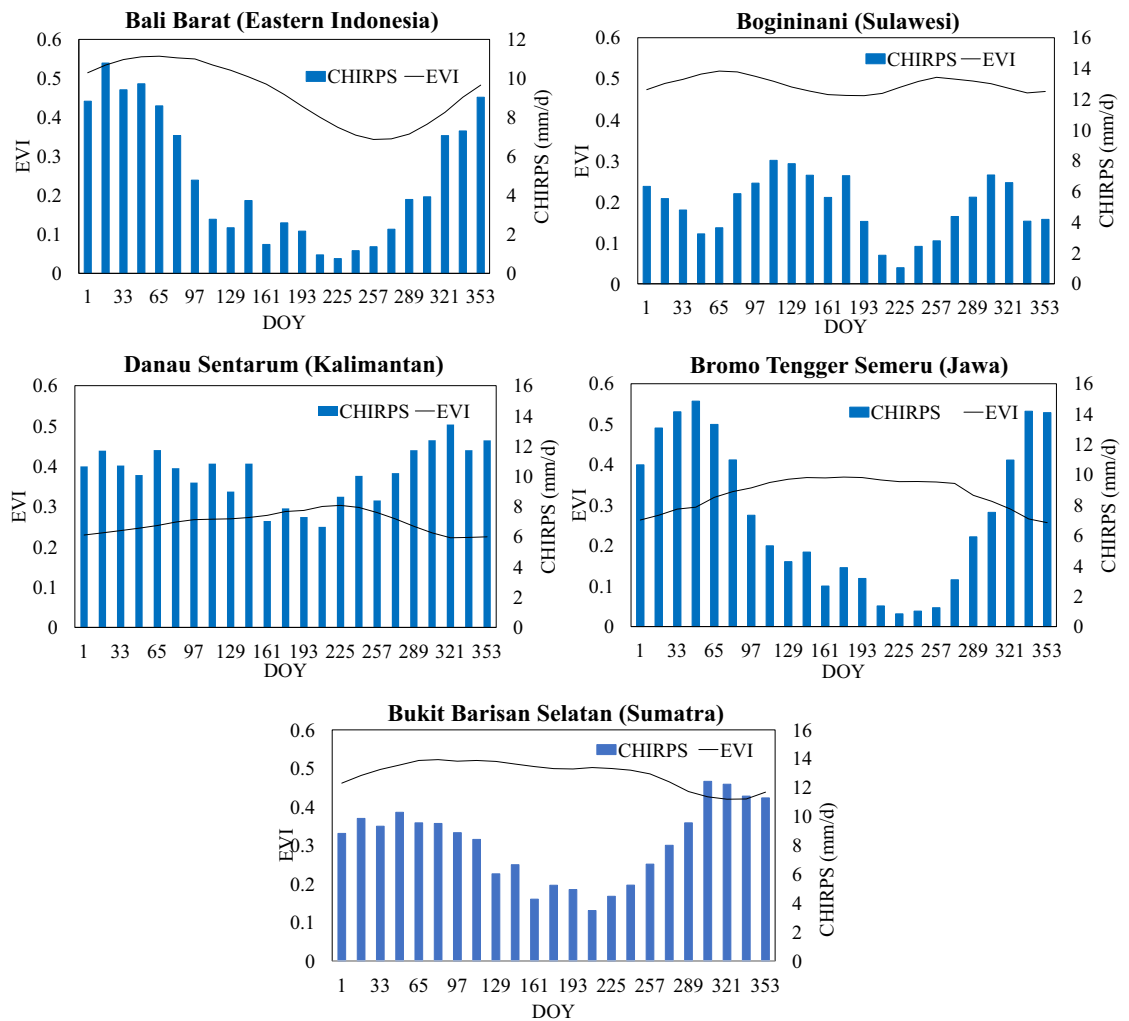 Bali Barat (Eastern Indonesia)
0.6 12
CHIRPS EVI
0.5 10
0.4 8
0.3 6
0.2 4
0.1 2
0 0
EVI
CHIRPS (mm/d)
1 33 65 97 129 161 193 225 257 289 321 353
DOY
Bogininani (Sulawesi)
0.6 16
CHIRPS EVI
14
0.5
12
0.4
10
0.3 8
6
0.2
4
0.1
2
0 0
EVI
CHIRPS (mm/d)
1 33 65 97 129 161 193 225 257 289 321 353
DOY
Danau Sentarum (Kalimantan)
0.6 16
CHIRPS EVI
14
0.5
12
0.4
10
0.3 8
6
0.2
4
0.1
2
0 0
EVI
CHIRPS (mm/d)
1 33 65 97 129 161 193 225 257 289 321 353
DOY
Bromo Tengger Semeru (Jawa)
0.6 16
CHIRPS EVI
14
0.5
12
0.4
10
0.3 8
6
0.2
4
0.1
2
0 0
EVI
CHIRPS (mm/d)
1 33 65 97 129 161 193 225 257 289 321 353
DOY
Bukit Barisan Selatan (Sumatra)
0.6 16
CHIRPS EVI
14
0.5
12
0.4
10
0.3 8
6
0.2
4
0.1
2
0 0
EVI
CHIRPS (mm/d)
1 33 65 97 129 161 193 225 257 289 321 353
DOY